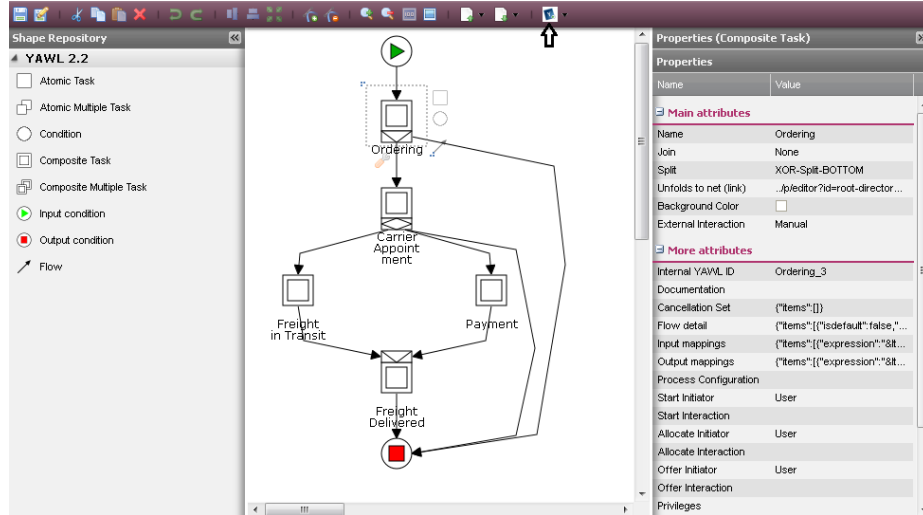 Shape Repository
YAWL 2.2
Atomic Task
Atomic Multiple Task
Condition
Composite Task
Composite Multiple Task
Input condition
Output condition
Flow
Ordering
Carrier
Appoint
ment
Freight
in Transit
Payment
Freight
Delivered
Properties (Composite Task)
Properties
Name Value
Main attributes
Name Ordering
Join None
Split XOR-Split-BOTTOM
Unfolds to net (link) ../p/editor?id=root-director...
Background Color
External Interaction Manual
More attributes
Internal YAWL ID Ordering_3
Documentation
Cancellation Set {"items":[]}
Flow detail {"items":[{"isdefault":false,"...
Input mappings {"items":[{"expression":"&lt...
Output mappings {"items":[{"expression":"&lt...
Process Configuration
Start Initiator User
Start Interaction
Allocate Initiator User
Allocate Interaction
Offer Initiator User
Offer Interaction
Privileges